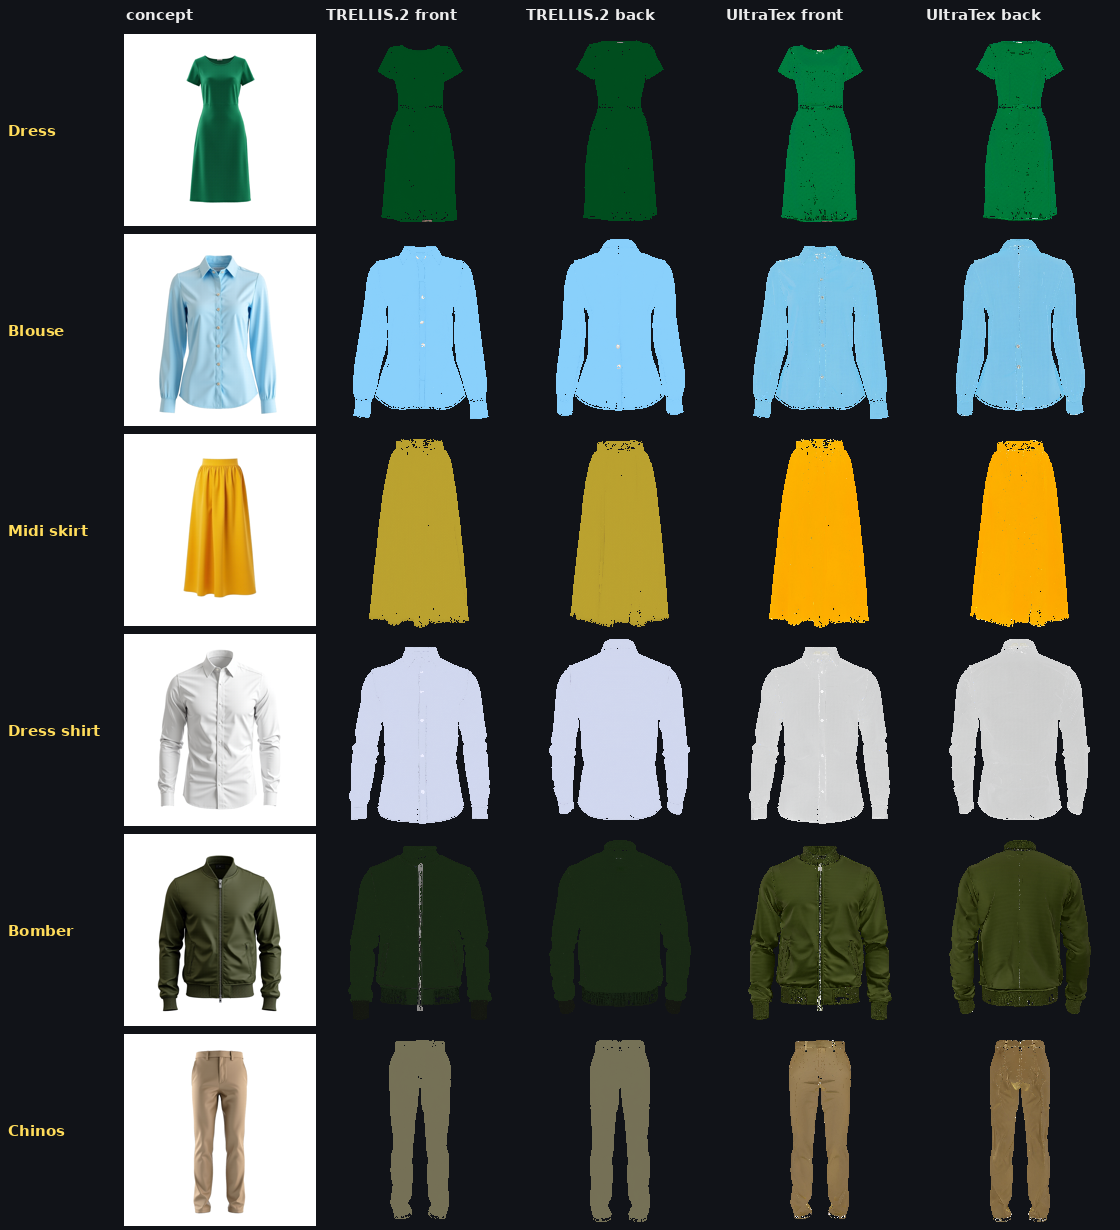 concept TRELLIS.2 front TRELLIS.2 back UltraTex front UltraTex back
Dress
Blouse
Midi skirt
Dress shirt
Bomber
Chinos